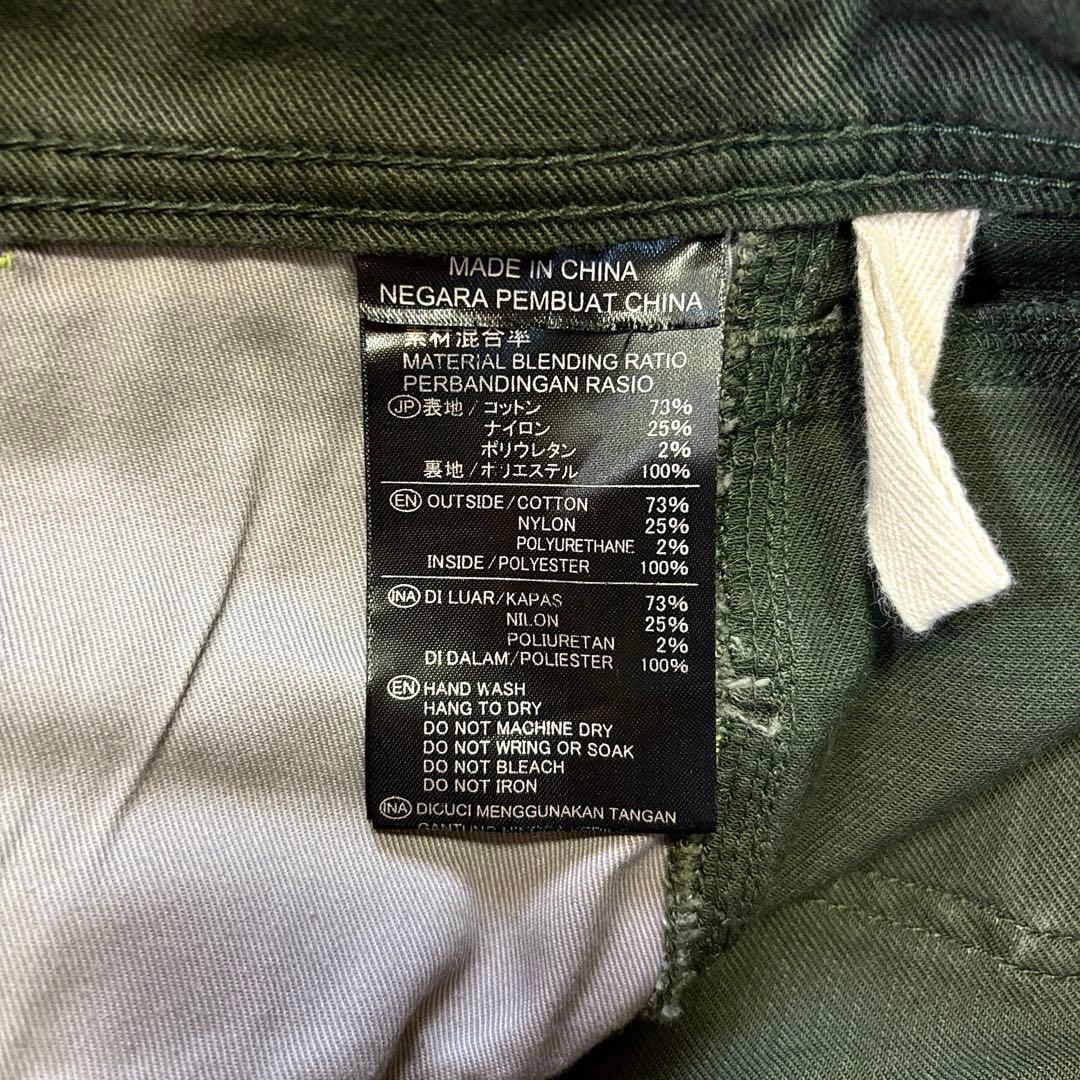 MADE IN CHINA
NEGARA PEMBUAT CHINA
素材混合率
MATERIAL BLENDING RATIO
PERBANDINGAN RASIO
JP 表地/コットン 73%
ナイロン 25%
ポリウレタン 2%
裏地/ポリエステル 100%
EN OUTSIDE/COTTON 73%
NYLON 25%
POLYURETHANE 2%
INSIDE/POLYESTER 100%
INA DI LUAR/KAPAS 73%
NILON 25%
POLIURETAN 2%
DI DALAM/POLIESTER 100%
EN HAND WASH
HANG TO DRY
DO NOT MACHINE DRY
DO NOT WRING OR SOAK
DO NOT BLEACH
DO NOT IRON
INA DICUCI MENGGUNAKAN TANGAN